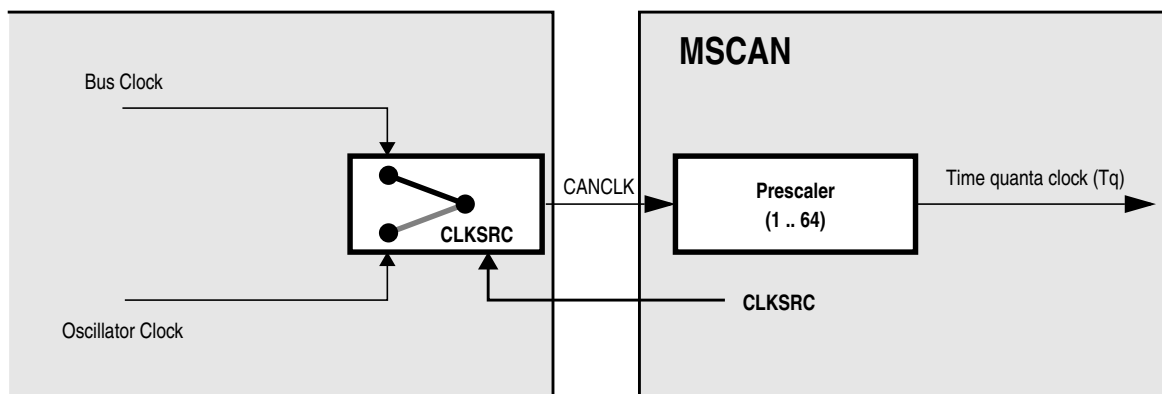 MSCAN
Bus Clock
CANCLK
Prescaler
(1 .. 64)
Time quanta clock (Tq)
CLKSRC
CLKSRC
Oscillator Clock